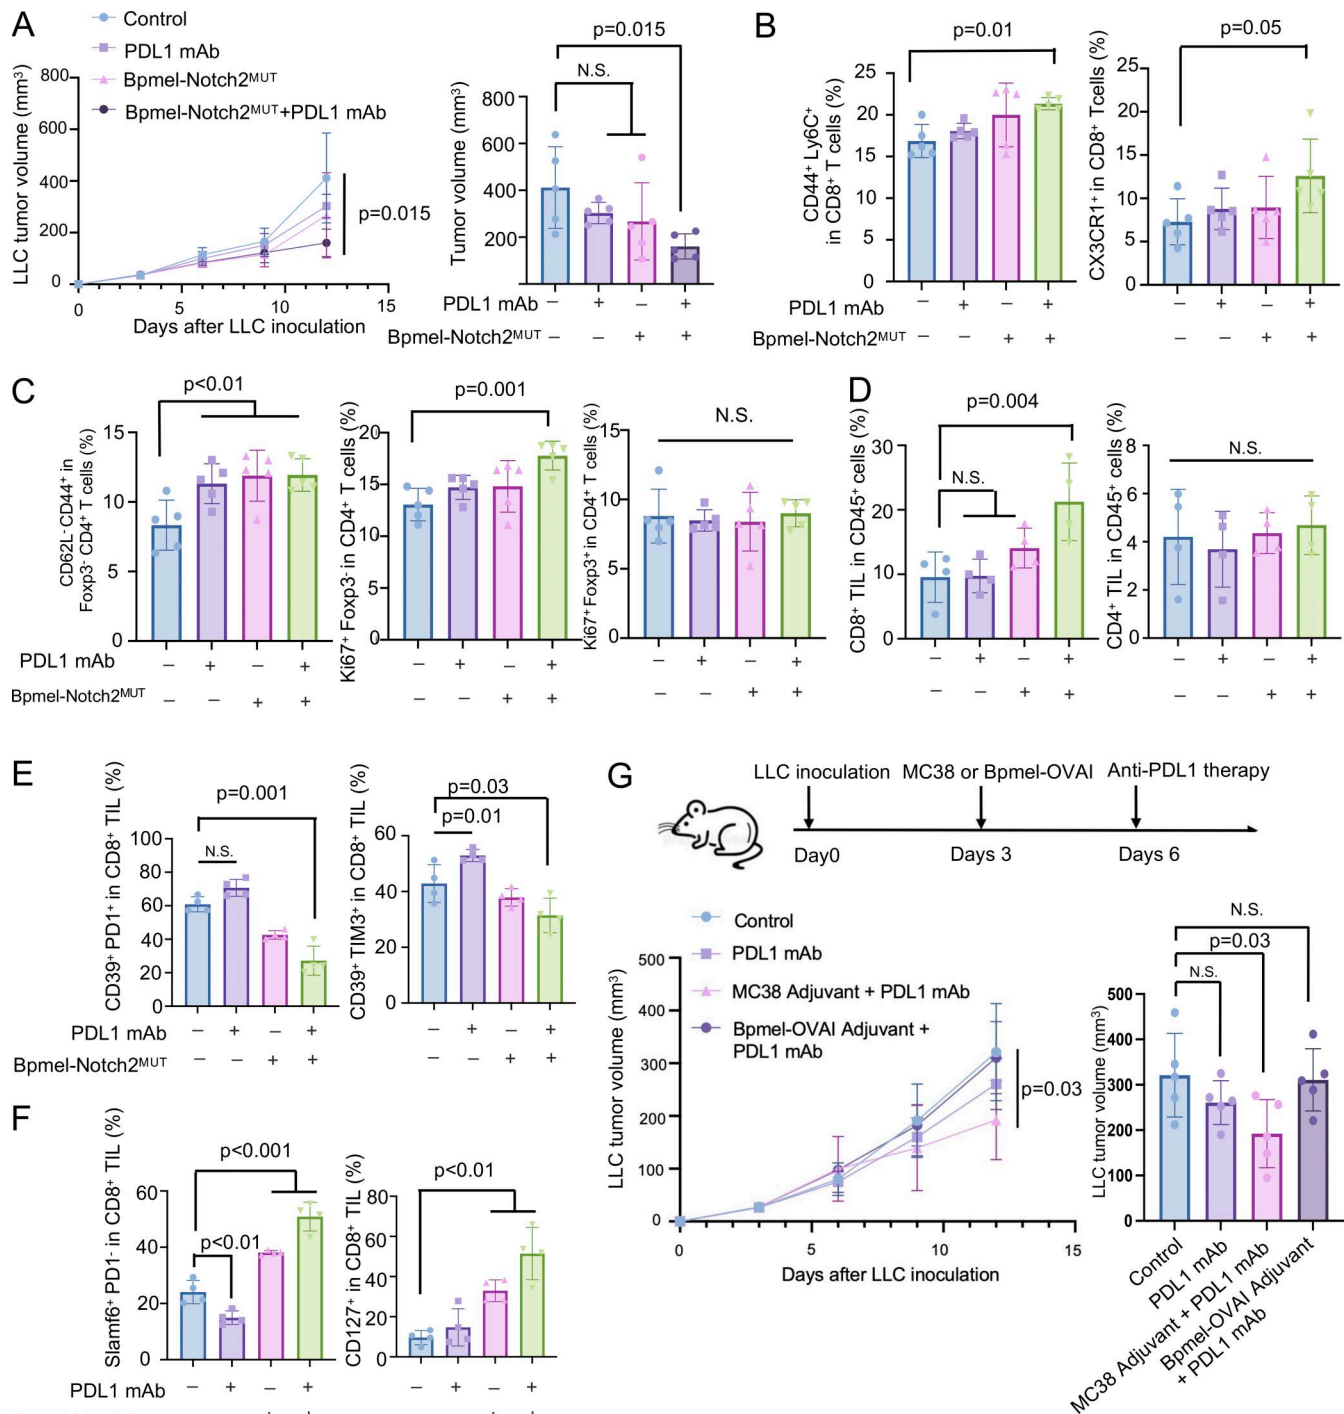 A
Control
PDL1 mAb
Bpmel-Notch2MUT
Bpmel-Notch2MUT+PDL1 mAb
LLC tumor volume (mm3)
800
600
400
200
0
0 5 10 15
Days after LLC inoculation
p=0.015
p=0.015
N.S.
Tumor volume (mm3)
800
600
400
200
PDL1 mAb − + − +
Bpmel-Notch2MUT − − + +
B
p=0.01
CD44+ Ly6C+
in CD8+ T cells (%)
25
20
15
10
5
0
p=0.05
CX3CR1+ in CD8+ Tcells (%)
25
20
15
10
5
0
PDL1 mAb − + − + − + − +
Bpmel-Notch2MUT − − + + − − + +
C
p<0.01
CD62L- CD44+ in
Foxp3- CD4+ T cells (%)
15
10
5
0
p=0.001
Ki67+ Foxp3- in CD4+ T cells (%)
20
15
10
5
0
N.S.
Ki67+ Foxp3+ in CD4+ T cells (%)
15
10
5
0
D
p=0.004
N.S.
CD8+ TIL in CD45+ cells (%)
30
20
10
0
N.S.
CD4+ TIL in CD45+ cells (%)
8
6
4
2
0
PDL1 mAb − + − + − + − + − + − + − + − + − + − +
Bpmel-Notch2MUT − − + + − − + + − − + + − − + + − − + +
E
p=0.001
N.S.
CD39+ PD1+ in CD8+ TIL (%)
100
80
60
40
20
0
p=0.03
p=0.01
CD39+ TIM3+ in CD8+ TIL (%)
60
40
20
0
PDL1 mAb − + − + − + − +
Bpmel-Notch2MUT − − + + − − + +
F
p<0.001
p<0.01
Slamf6+ PD1- in CD8+ TIL (%)
60
40
20
0
p<0.01
CD127+ in CD8+ TIL (%)
80
60
40
20
0
PDL1 mAb − + − + − + − +
G
LLC inoculation MC38 or Bpmel-OVAI Anti-PDL1 therapy
Day0 Days 3 Days 6
Control
PDL1 mAb
MC38 Adjuvant + PDL1 mAb
Bpmel-OVAI Adjuvant +
PDL1 mAb
LLC tumor volume (mm3)
500
400
300
200
100
0
0 5 10 15
Days after LLC inoculation
p=0.03
N.S.
p=0.03
N.S.
LLC tumor volume (mm3)
500
400
300
200
100
0
Control
PDL1 mAb
MC38 Adjuvant + PDL1 mAb
Bpmel-OVAI Adjuvant
+ PDL1 mAb